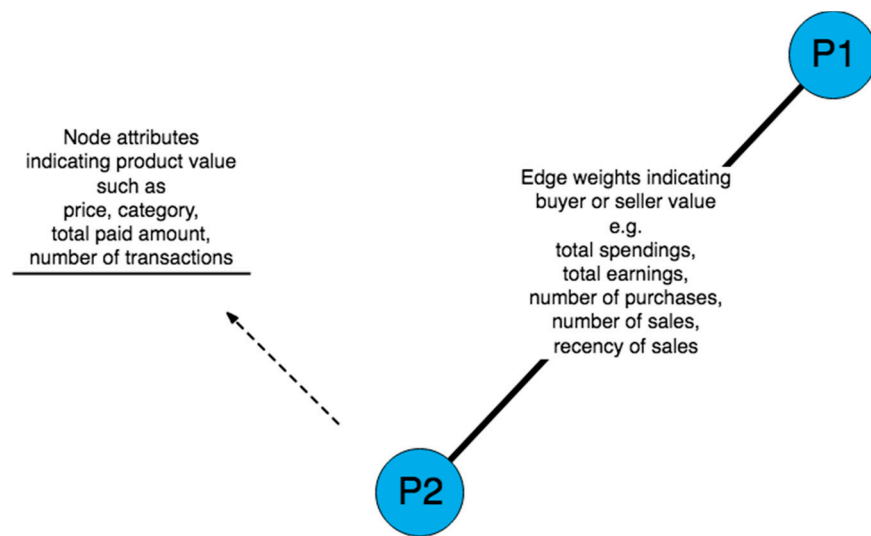 P1
Node attributes
indicating product value
such as
price, category,
total paid amount,
number of transactions
Edge weights indicating
buyer or seller value
e.g.
total spendings,
total earnings,
number of purchases,
number of sales,
recency of sales
P2